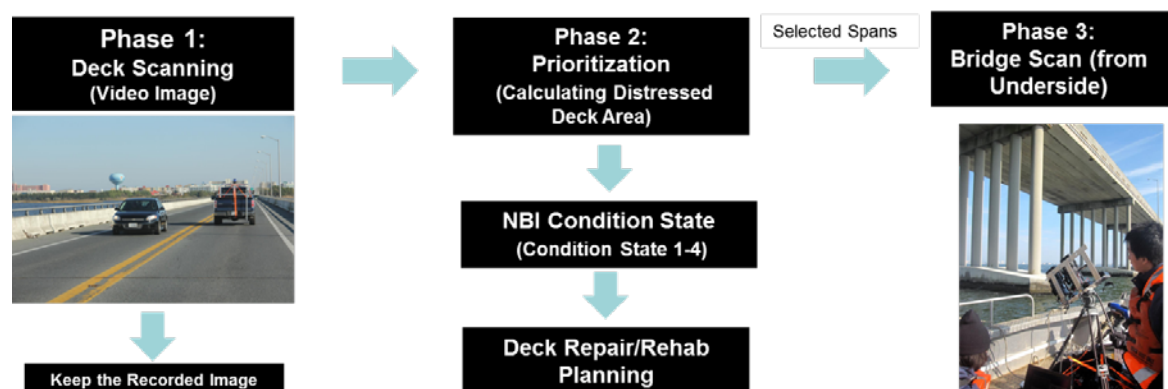 Phase 1:
Deck Scanning
(Video Image)
Phase 2:
Prioritization
(Calculating Distressed
Deck Area)
Selected Spans
Phase 3:
Bridge Scan (from
Underside)
NBI Condition State
(Condition State 1-4)
Keep the Recorded Image
Deck Repair/Rehab
Planning